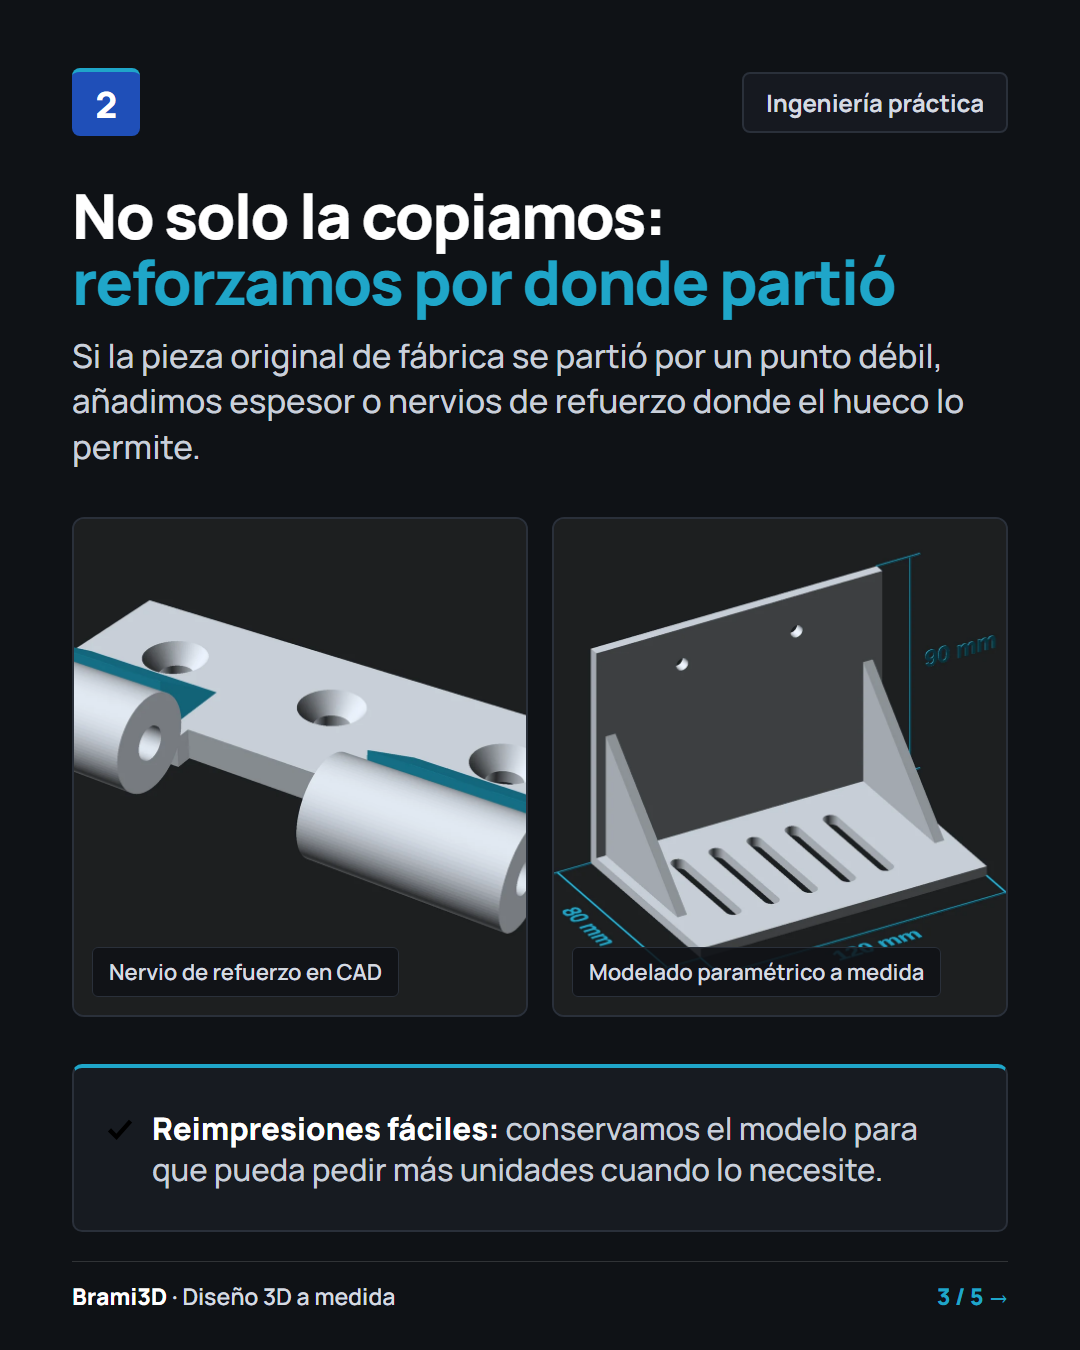 2
Ingeniería práctica
No solo la copiamos:
reforzamos por donde partió
Si la pieza original de fábrica se partió por un punto débil,
añadimos espesor o nervios de refuerzo donde el hueco lo
permite.
90 mm
80 mm
120 mm
Nervio de refuerzo en CAD
Modelado paramétrico a medida
Reimpresiones fáciles: conservamos el modelo para
que pueda pedir más unidades cuando lo necesite.
Brami3D · Diseño 3D a medida
3 / 5 →